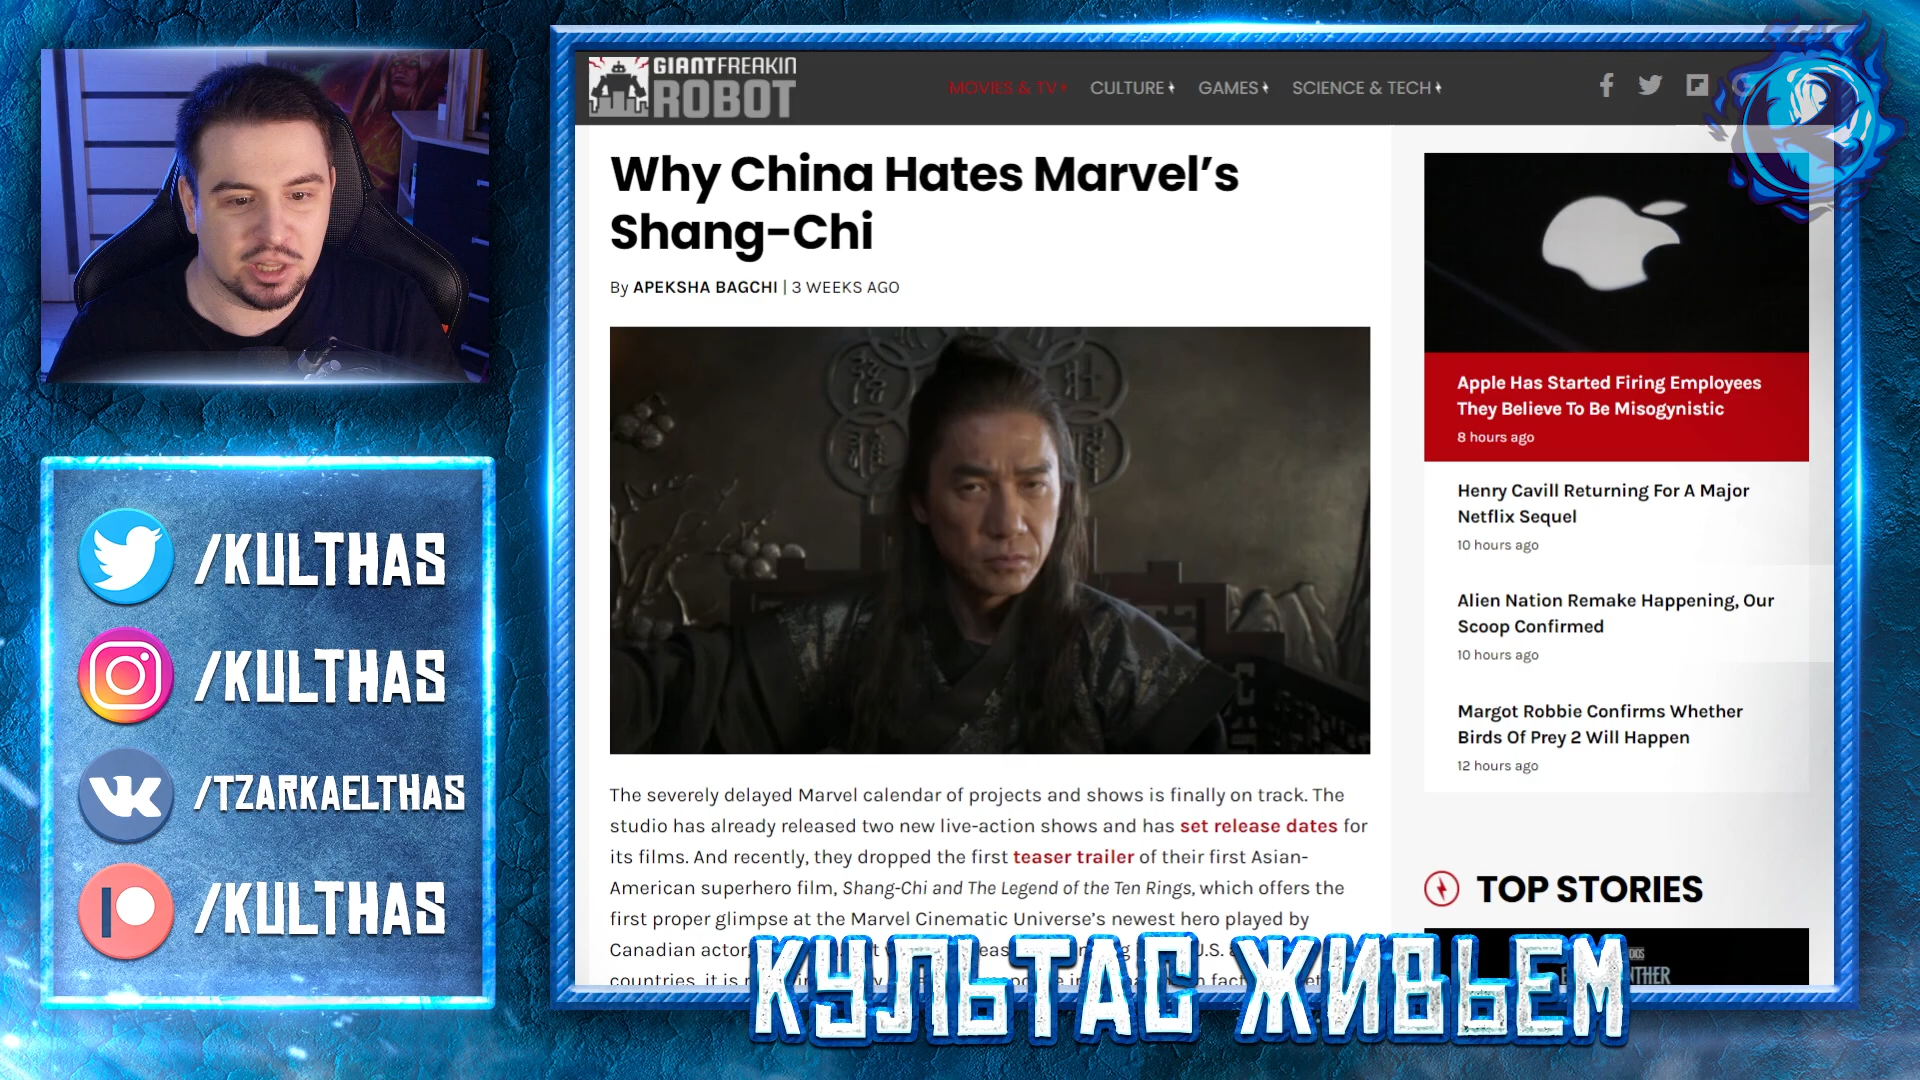 GIANTFREAKIN
ROBOT
MOVIES & TV
CULTURE
GAMES
SCIENCE & TECH
Why China Hates Marvel's
Shang-Chi
By APEKSHA BAGCHI | 3 WEEKS AGO
The severely delayed Marvel calendar of projects and shows is finally on track. The
studio has already released two new live-action shows and has set release dates for
its films. And recently, they dropped the first teaser trailer of their first Asian-
American superhero film, Shang-Chi and The Legend of the Ten Rings, which offers the
first proper glimpse at the Marvel Cinematic Universe's newest hero played by
Canadian actor,
countries, it is
Apple Has Started Firing Employees
They Believe To Be Misogynistic
8 hours ago
Henry Cavill Returning For A Major
Netflix Sequel
10 hours ago
Alien Nation Remake Happening, Our
Scoop Confirmed
10 hours ago
Margot Robbie Confirms Whether
Birds Of Prey 2 Will Happen
12 hours ago
TOP STORIES
/KULTHAS
/KULTHAS
/TZARKAELTHAS
/KULTHAS
КУЛЬТАС ЖИВЬЕМ